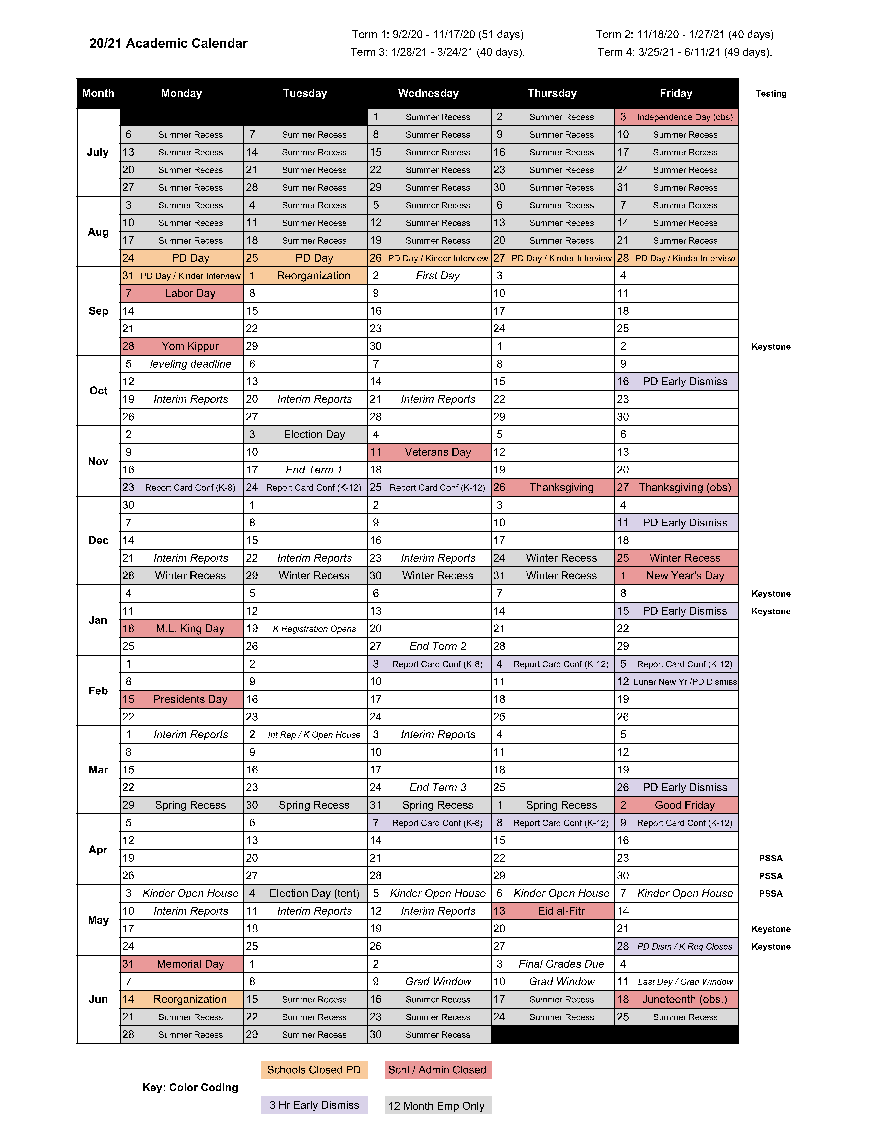 20/21 Academic Calendar
Term 1: 9/2/20 - 11/17/20 (51 days)
Term 2: 11/18/20 - 1/27/21 (40 days)
Term 3: 1/28/21 - 3/24/21 (40 days).
Term 4: 3/25/21 - 6/11/21 (49 days).
Month Monday Tuesday Wednesday Thursday Friday Testing
July
1 Summer Recess 2 Summer Recess 3 Independence Day (obs)
6 Summer Recess 7 Summer Recess 8 Summer Recess 9 Summer Recess 10 Summer Recess
13 Summer Recess 14 Summer Recess 15 Summer Recess 16 Summer Recess 17 Summer Recess
20 Summer Recess 21 Summer Recess 22 Summer Recess 23 Summer Recess 24 Summer Recess
27 Summer Recess 28 Summer Recess 29 Summer Recess 30 Summer Recess 31 Summer Recess
Aug
3 Summer Recess 4 Summer Recess 5 Summer Recess 6 Summer Recess 7 Summer Recess
10 Summer Recess 11 Summer Recess 12 Summer Recess 13 Summer Recess 14 Summer Recess
17 Summer Recess 18 Summer Recess 19 Summer Recess 20 Summer Recess 21 Summer Recess
24 PD Day 25 PD Day 26 PD Day / Kinder Interview 27 PD Day / Kinder Interview 28 PD Day / Kinder Interview
Sep
31 PD Day / Kinder Interview 1 Reorganization 2 First Day 3 4
7 Labor Day 8 9 10 11
14 15 16 17 18
21 22 23 24 25
28 Yom Kippur 29 30 1 2 Keystone
Oct
5 leveling deadline 6 7 8 9
12 13 14 15 16 PD Early Dismiss
19 Interim Reports 20 Interim Reports 21 Interim Reports 22 23
26 27 28 29 30
Nov
2 3 Election Day 4 5 6
9 10 11 Veterans Day 12 13
16 17 End Term 1 18 19 20
23 Report Card Conf (K-8) 24 Report Card Conf (K-12) 25 Report Card Conf (K-12) 26 Thanksgiving 27 Thanksgiving (obs)
Dec
30 1 2 3 4
7 8 9 10 11 PD Early Dismiss
14 15 16 17 18
21 Interim Reports 22 Interim Reports 23 Interim Reports 24 Winter Recess 25 Winter Recess
28 Winter Recess 29 Winter Recess 30 Winter Recess 31 Winter Recess 1 New Year's Day
Jan
4 5 6 7 8 Keystone
11 12 13 14 15 PD Early Dismiss Keystone
18 M.L. King Day 19 K Registration Opens 20 21 22
25 26 27 End Term 2 28 29
Feb
1 2 3 Report Card Conf (K-8) 4 Report Card Conf (K-12) 5 Report Card Conf (K-12)
8 9 10 11 12 Lunar New Yr /PD Dismiss
15 Presidents Day 16 17 18 19
22 23 24 25 26
Mar
1 Interim Reports 2 Int Rep / K Open House 3 Interim Reports 4 5
8 9 10 11 12
15 16 17 18 19
22 23 24 End Term 3 25 26 PD Early Dismiss
29 Spring Recess 30 Spring Recess 31 Spring Recess 1 Spring Recess 2 Good Friday
Apr
5 6 7 Report Card Conf (K-8) 8 Report Card Conf (K-12) 9 Report Card Conf (K-12)
12 13 14 15 16
19 20 21 22 23 PSSA
26 27 28 29 30 PSSA
May
3 Kinder Open House 4 Election Day (tent) 5 Kinder Open House 6 Kinder Open House 7 Kinder Open House PSSA
10 Interim Reports 11 Interim Reports 12 Interim Reports 13 Eid al-Fitr 14
17 18 19 20 21 Keystone
24 25 26 27 28 PD Dism / K Reg Closes Keystone
Jun
31 Memorial Day 1 2 3 Final Grades Due 4
7 8 9 Grad Window 10 Grad Window 11 Last Day / Grad Window
14 Reorganization 15 Summer Recess 16 Summer Recess 17 Summer Recess 18 Juneteenth (obs.)
21 Summer Recess 22 Summer Recess 23 Summer Recess 24 Summer Recess 25 Summer Recess
28 Summer Recess 29 Summer Recess 30 Summer Recess
Key: Color Coding
Schools Closed PD
Schl / Admin Closed
3 Hr Early Dismiss
12 Month Emp Only